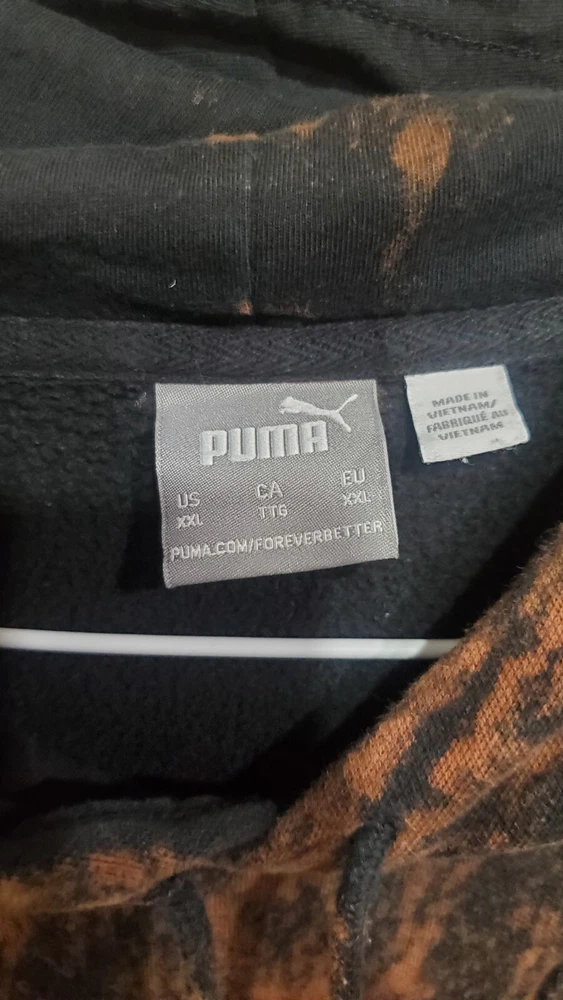 PUMA
US CA EU
XXL TTG XXL
PUMA.COM/FOREVERBETTER
MADE IN
VIETNAM/
FABRIQUÉ AU
VIETNAM